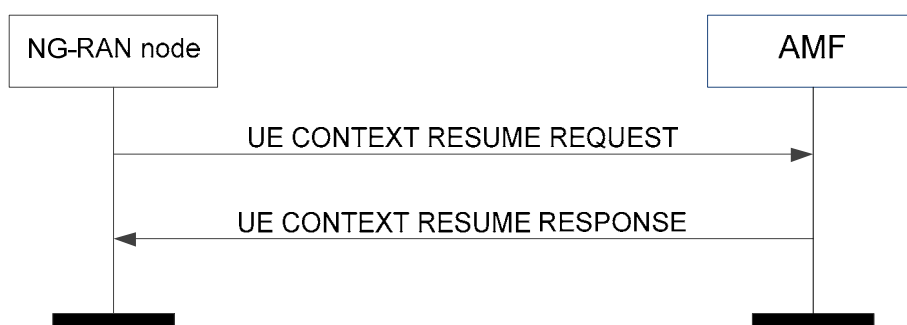 NG-RAN node
AMF
UE CONTEXT RESUME REQUEST
UE CONTEXT RESUME RESPONSE